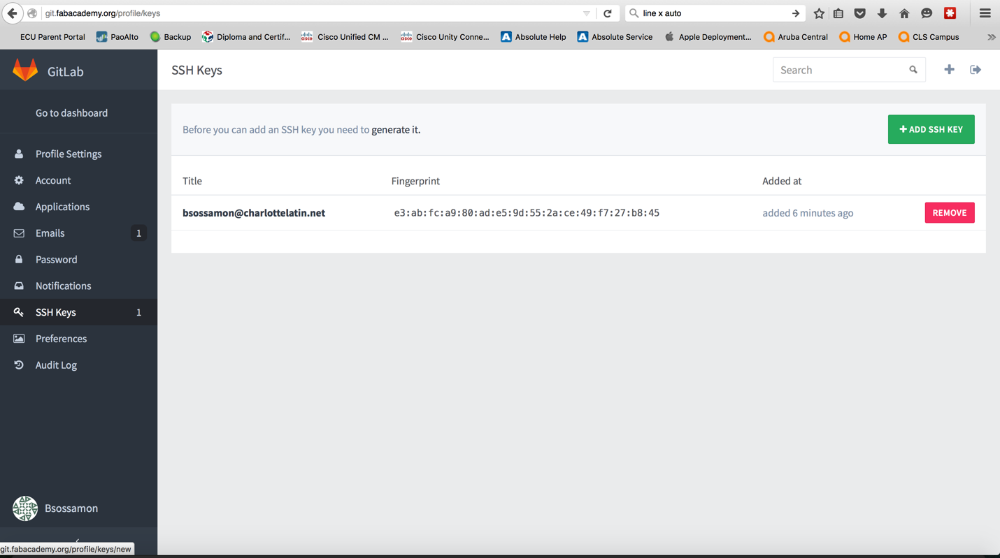 git.fabacademy.org/profile/keys
line x auto
ECU Parent Portal PaoAlto Backup Diploma and Certif... Cisco Unified CM ... Cisco Unity Conne... Absolute Help Absolute Service Apple Deployment... Aruba Central Home AP CLS Campus
GitLab
SSH Keys
Search
Go to dashboard
Before you can add an SSH key you need to generate it.
ADD SSH KEY
Profile Settings
Account
Applications
Emails 1
Password
Notifications
SSH Keys 1
Preferences
Audit Log
Title Fingerprint Added at
bsossamon@charlottelatin.net e3:ab:fc:a9:80:ad:e5:9d:55:2a:ce:49:f7:27:b8:45 added 6 minutes ago REMOVE
Bsossamon
git.fabacademy.org/profile/keys/new